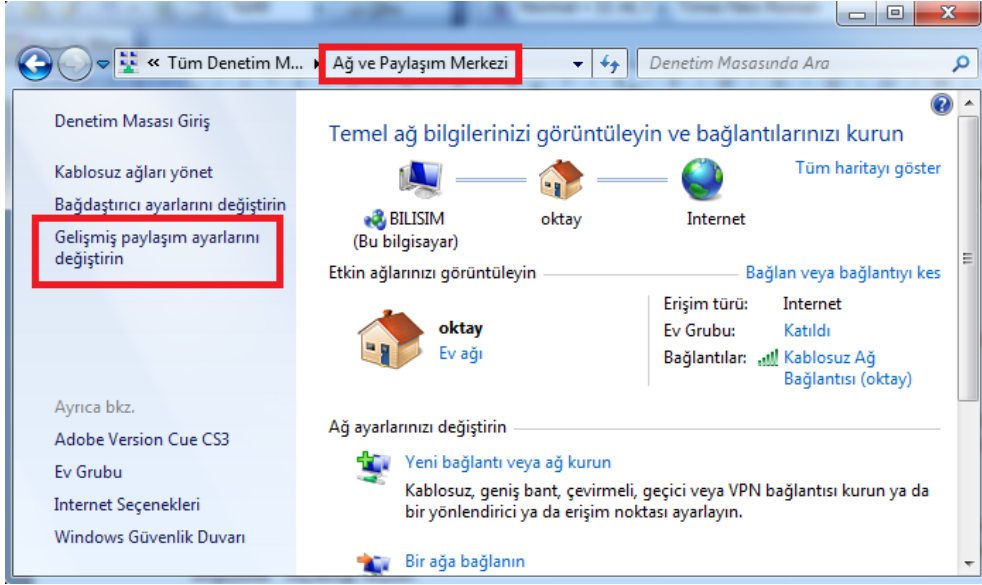 « Tüm Denetim M... Ağ ve Paylaşım Merkezi
Denetim Masasında Ara
Denetim Masası Giriş
Kablosuz ağları yönet
Bağdaştırıcı ayarlarını değiştirin
Gelişmiş paylaşım ayarlarını
değiştirin
Ayrıca bkz.
Adobe Version Cue CS3
Ev Grubu
Internet Seçenekleri
Windows Güvenlik Duvarı
Temel ağ bilgilerinizi görüntüleyin ve bağlantılarınızı kurun
Tüm haritayı göster
BILISIM
(Bu bilgisayar)
oktay
Internet
Etkin ağlarınızı görüntüleyin
Bağlan veya bağlantıyı kes
oktay
Ev ağı
Erişim türü: Internet
Ev Grubu: Katıldı
Bağlantılar: Kablosuz Ağ
Bağlantısı (oktay)
Ağ ayarlarınızı değiştirin
Yeni bağlantı veya ağ kurun
Kablosuz, geniş bant, çevirmeli, geçici veya VPN bağlantısı kurun ya da
bir yönlendirici ya da erişim noktası ayarlayın.
Bir ağa bağlanın